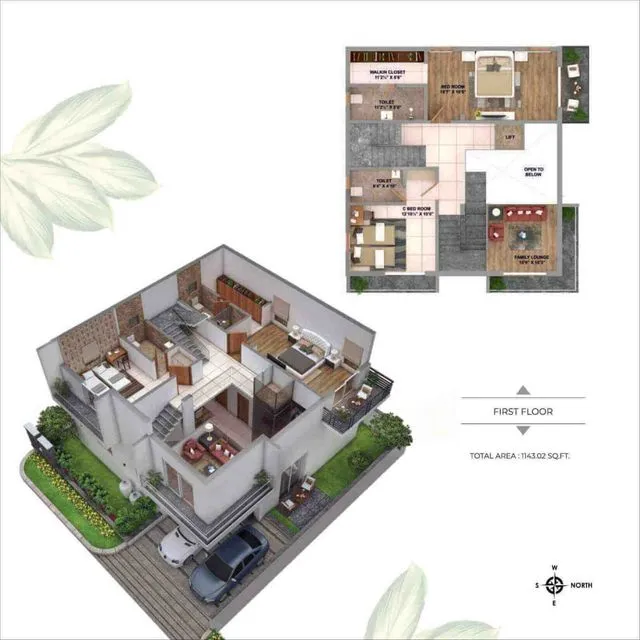 WALKIN CLOSET
BED ROOM
TOILET
LIFT
OPEN TO
BELOW
TOILET
C BED ROOM
FAMILY LOUNGE
FIRST FLOOR
TOTAL AREA : 1143.02 SQ.FT.
W
S
NORTH
E